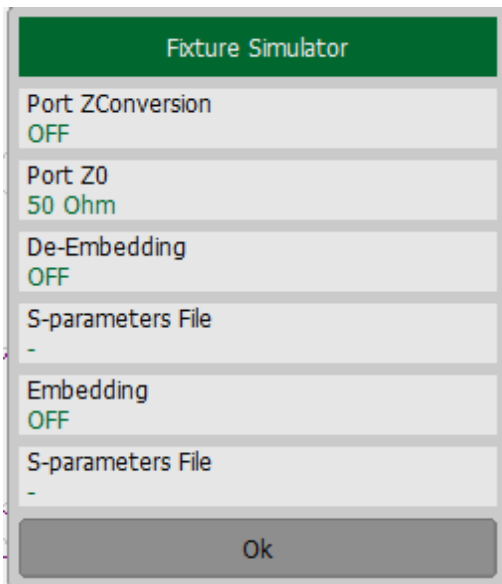 Fixture Simulator
Port ZConversion
OFF
Port Z0
50 Ohm
De-Embedding
OFF
S-parameters File
-
Embedding
OFF
S-parameters File
-
Ok